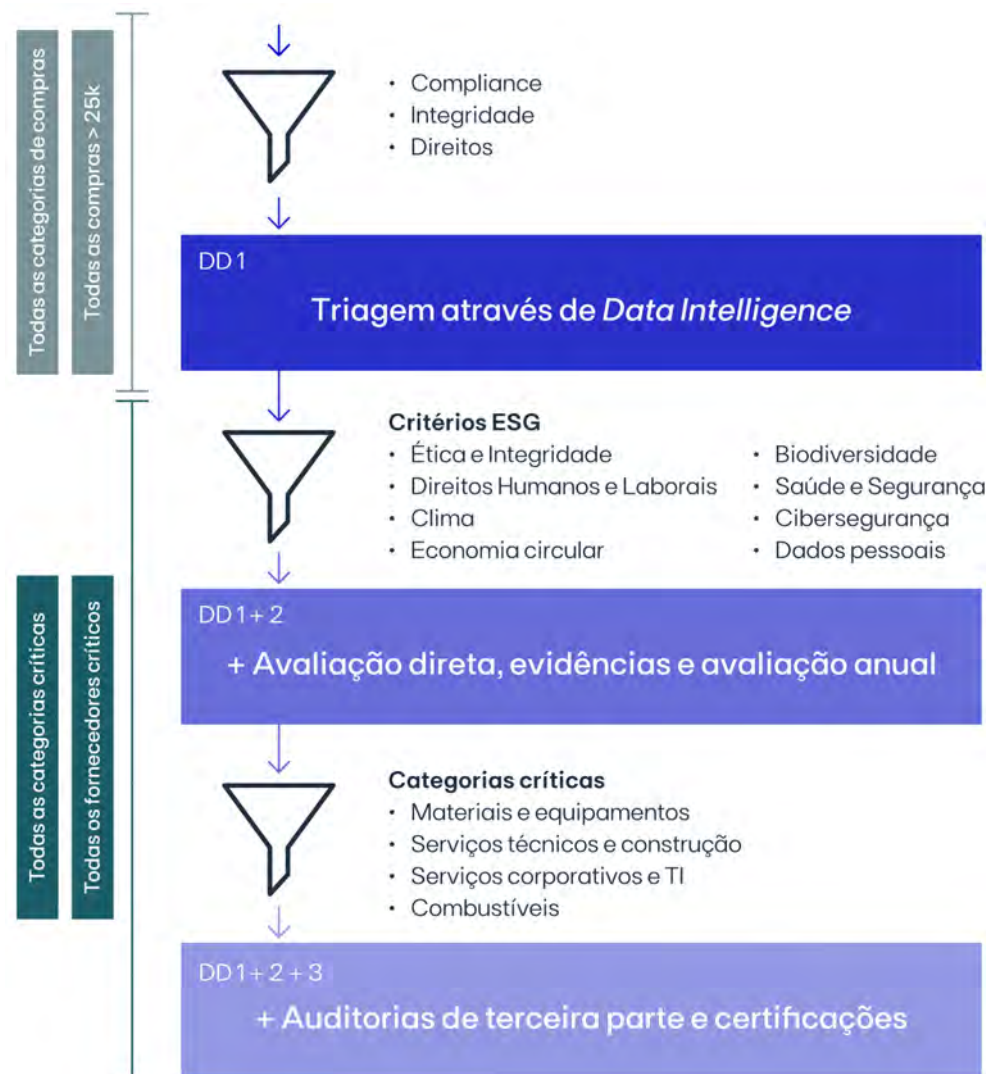 Todas as categorias de compras
Todas as compras > 25k
• Compliance
• Integridade
• Direitos
DD 1
Triagem através de Data Intelligence
Critérios ESG
• Ética e Integridade
• Direitos Humanos e Laborais
• Clima
• Economia circular
• Biodiversidade
• Saúde e Segurança
• Cibersegurança
• Dados pessoais
Todas as categorias críticas
Todas os fornecedores críticos
DD 1 + 2
+ Avaliação direta, evidências e avaliação anual
Categorias críticas
• Materiais e equipamentos
• Serviços técnicos e construção
• Serviços corporativos e TI
• Combustíveis
DD 1 + 2 + 3
+ Auditorias de terceira parte e certificações